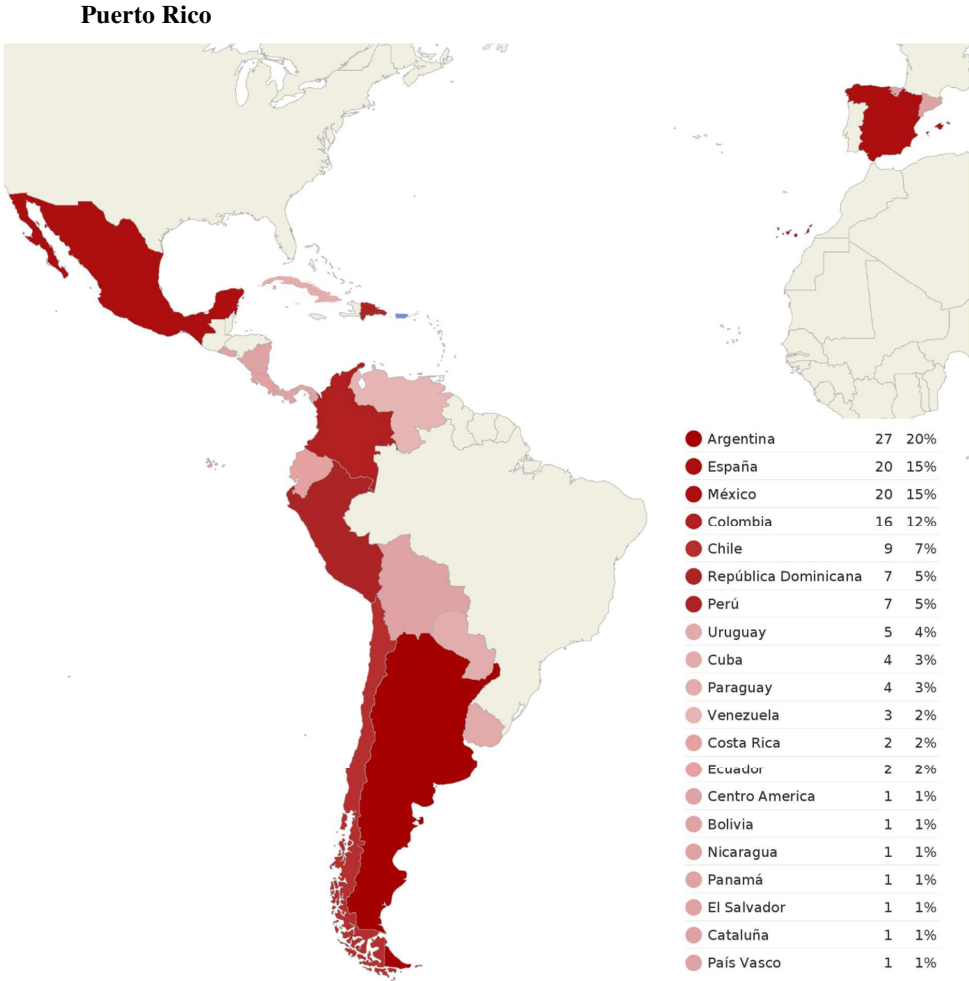 Puerto Rico
Argentina 27 20%
España 20 15%
México 20 15%
Colombia 16 12%
Chile 9 7%
República Dominicana 7 5%
Perú 7 5%
Uruguay 5 4%
Cuba 4 3%
Paraguay 4 3%
Venezuela 3 2%
Costa Rica 2 2%
Ecuador 2 2%
Centro America 1 1%
Bolivia 1 1%
Nicaragua 1 1%
Panamá 1 1%
El Salvador 1 1%
Cataluña 1 1%
País Vasco 1 1%